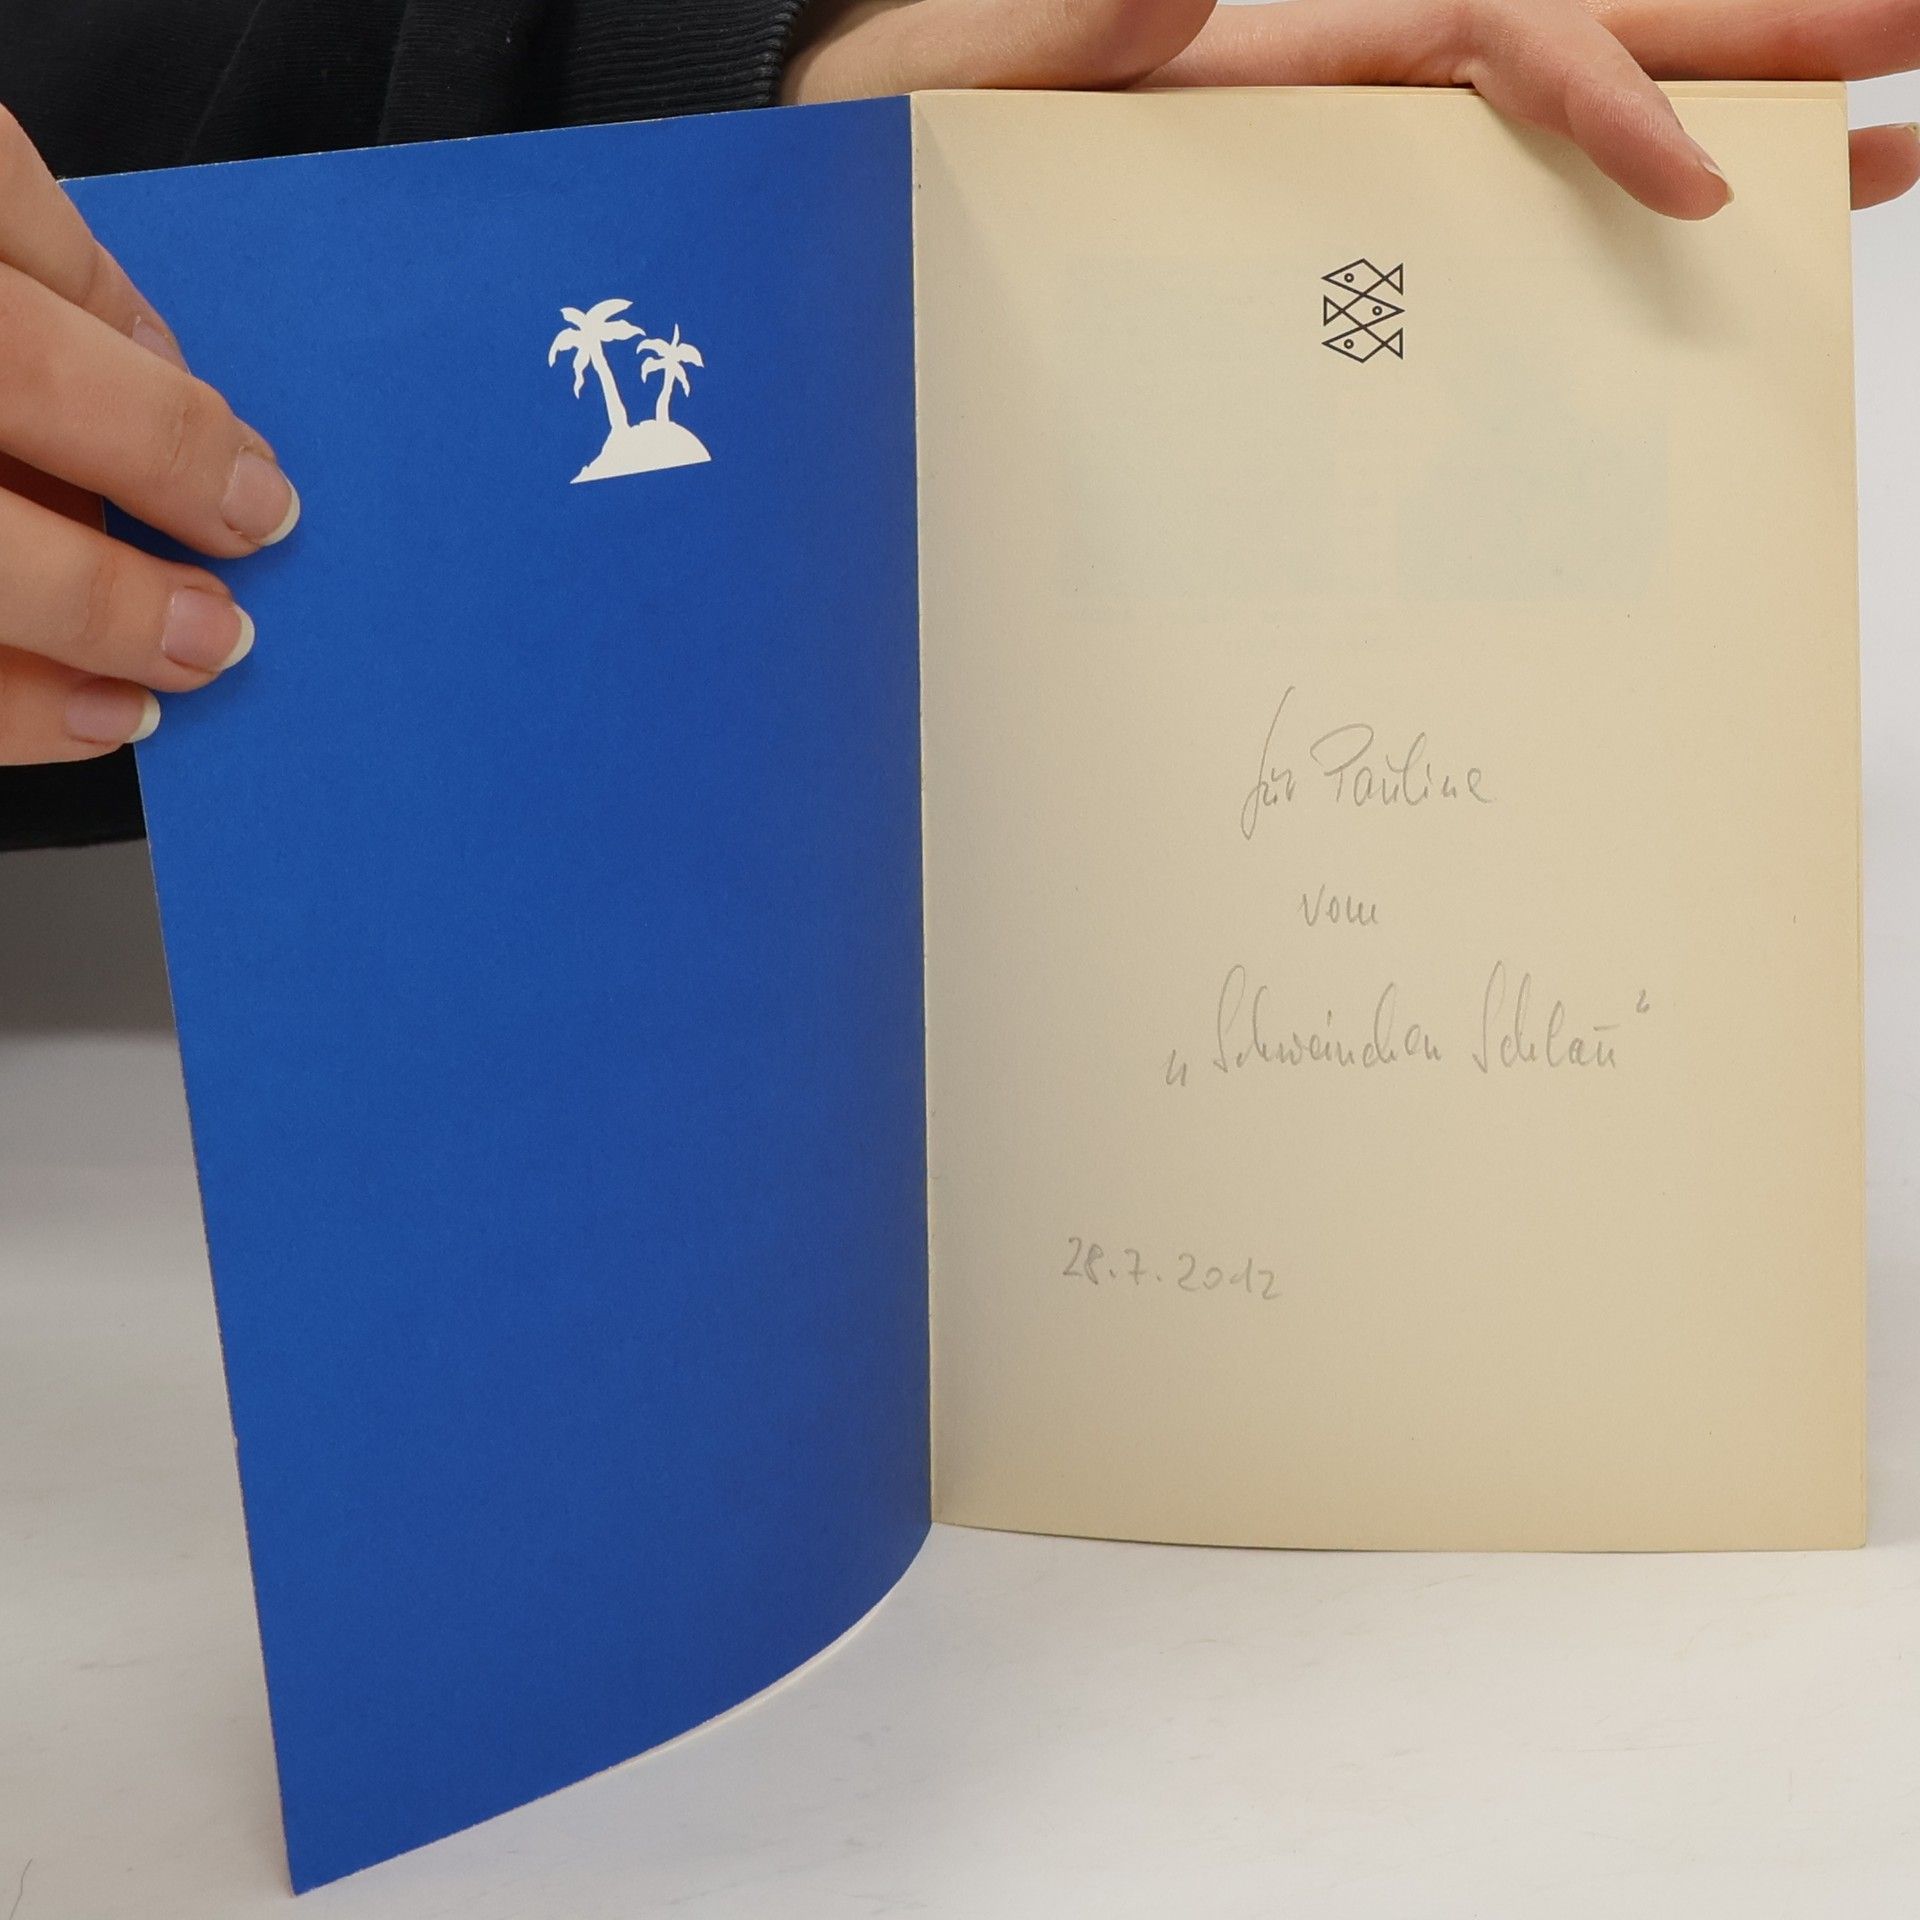 für Pauline
vom
„Schweinchen Schlau“
28.7.2012